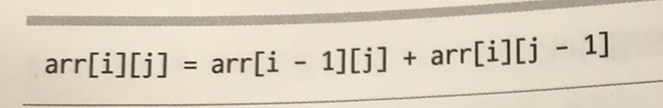 arr[i][j] = arr[i - 1][j] + arr[i][j - 1]